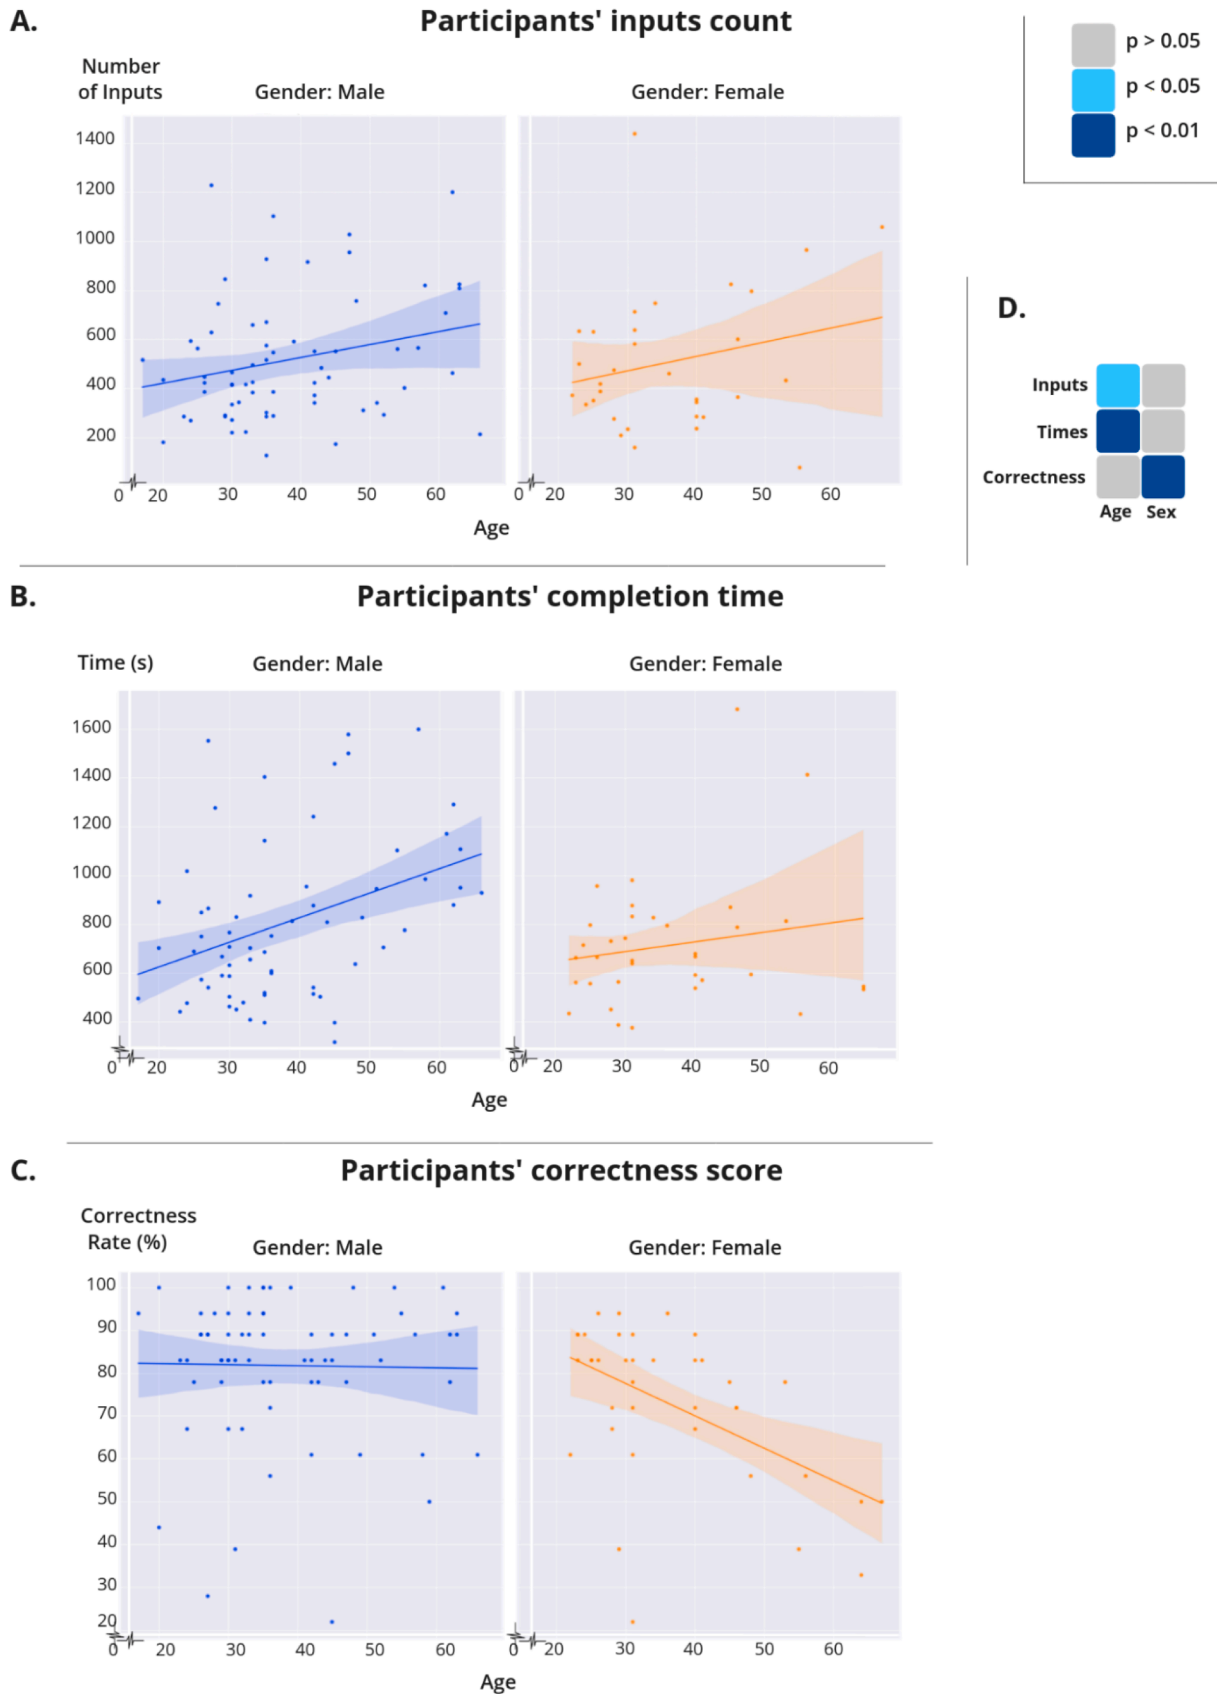 A.
Participants' inputs count
Number
of Inputs
Gender: Male
Gender: Female
1400
1200
1000
800
600
400
200
0 20 30 40 50 60
0 20 30 40 50 60
Age
p > 0.05
p < 0.05
p < 0.01
D.
Inputs
Times
Correctness
Age Sex
B.
Participants' completion time
Time (s)
Gender: Male
Gender: Female
1600
1400
1200
1000
800
600
400
0 20 30 40 50 60
0 20 30 40 50 60
Age
C.
Participants' correctness score
Correctness
Rate (%)
Gender: Male
Gender: Female
100
90
80
70
60
50
40
30
20
0 20 30 40 50 60
0 20 30 40 50 60
Age